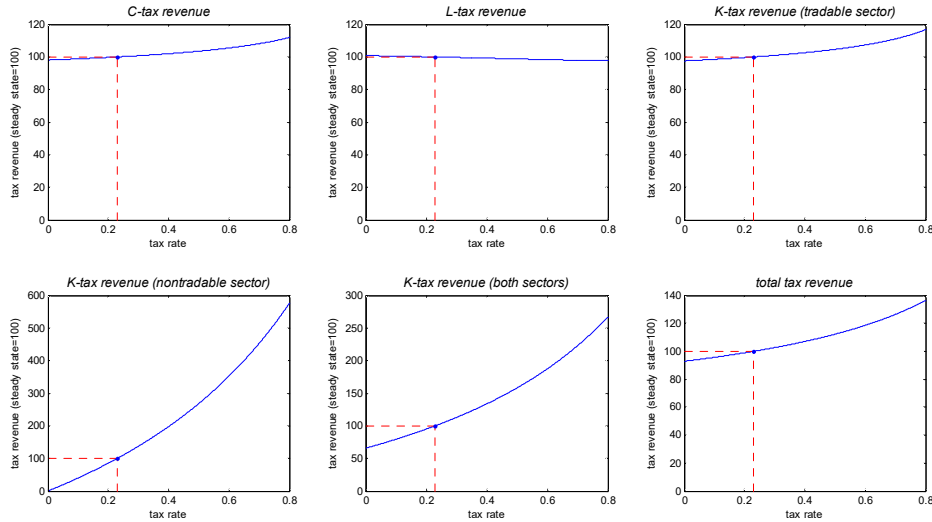 C-tax revenue
tax revenue (steady state=100)
120
100
80
60
40
20
0
0 0.2 0.4 0.6 0.8
tax rate
L-tax revenue
tax revenue (steady state=100)
120
100
80
60
40
20
0
0 0.2 0.4 0.6 0.8
tax rate
K-tax revenue (tradable sector)
tax revenue (steady state=100)
120
100
80
60
40
20
0
0 0.2 0.4 0.6 0.8
tax rate
K-tax revenue (nontradable sector)
tax revenue (steady state=100)
600
500
400
300
200
100
0
0 0.2 0.4 0.6 0.8
tax rate
K-tax revenue (both sectors)
tax revenue (steady state=100)
300
250
200
150
100
50
0
0 0.2 0.4 0.6 0.8
tax rate
total tax revenue
tax revenue (steady state=100)
140
120
100
80
60
40
20
0
0 0.2 0.4 0.6 0.8
tax rate